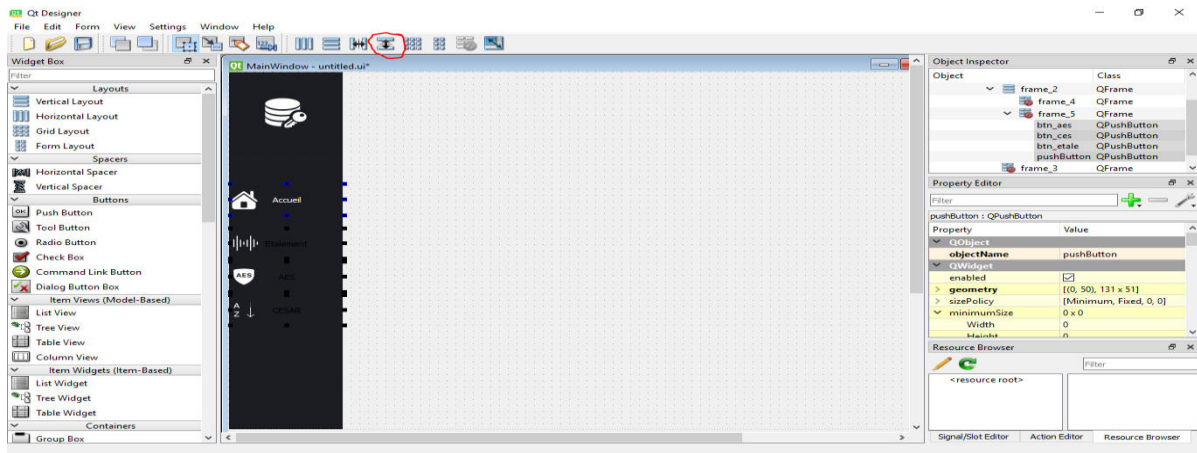 Qt Designer
File Edit Form View Settings Window Help
Widget Box
Filter
Layouts
Vertical Layout
Horizontal Layout
Grid Layout
Form Layout
Spacers
Horizontal Spacer
Vertical Spacer
Buttons
OK Push Button
Tool Button
Radio Button
Check Box
Command Link Button
Dialog Button Box
Item Views (Model-Based)
List View
Tree View
Table View
Column View
Item Widgets (Item-Based)
List Widget
Tree Widget
Table Widget
Containers
Group Box
Qt MainWindow - untitled.ui*
Accueil
AES AES
A Z CESAR
Object Inspector
Object Class
frame_2 QFrame
frame_4 QFrame
frame_5 QFrame
btn_aes QPushButton
btn_ces QPushButton
btn_etale QPushButton
pushButton QPushButton
frame_3 QFrame
Property Editor
Filter
pushButton : QPushButton
Property Value
QObject
objectName pushButton
QWidget
enabled
geometry [(0, 50), 131 x 51]
sizePolicy [Minimum, Fixed, 0, 0]
minimumSize 0 x 0
Width 0
Height 0
Resource Browser
Filter
<resource root>
Signal/Slot Editor Action Editor Resource Browser